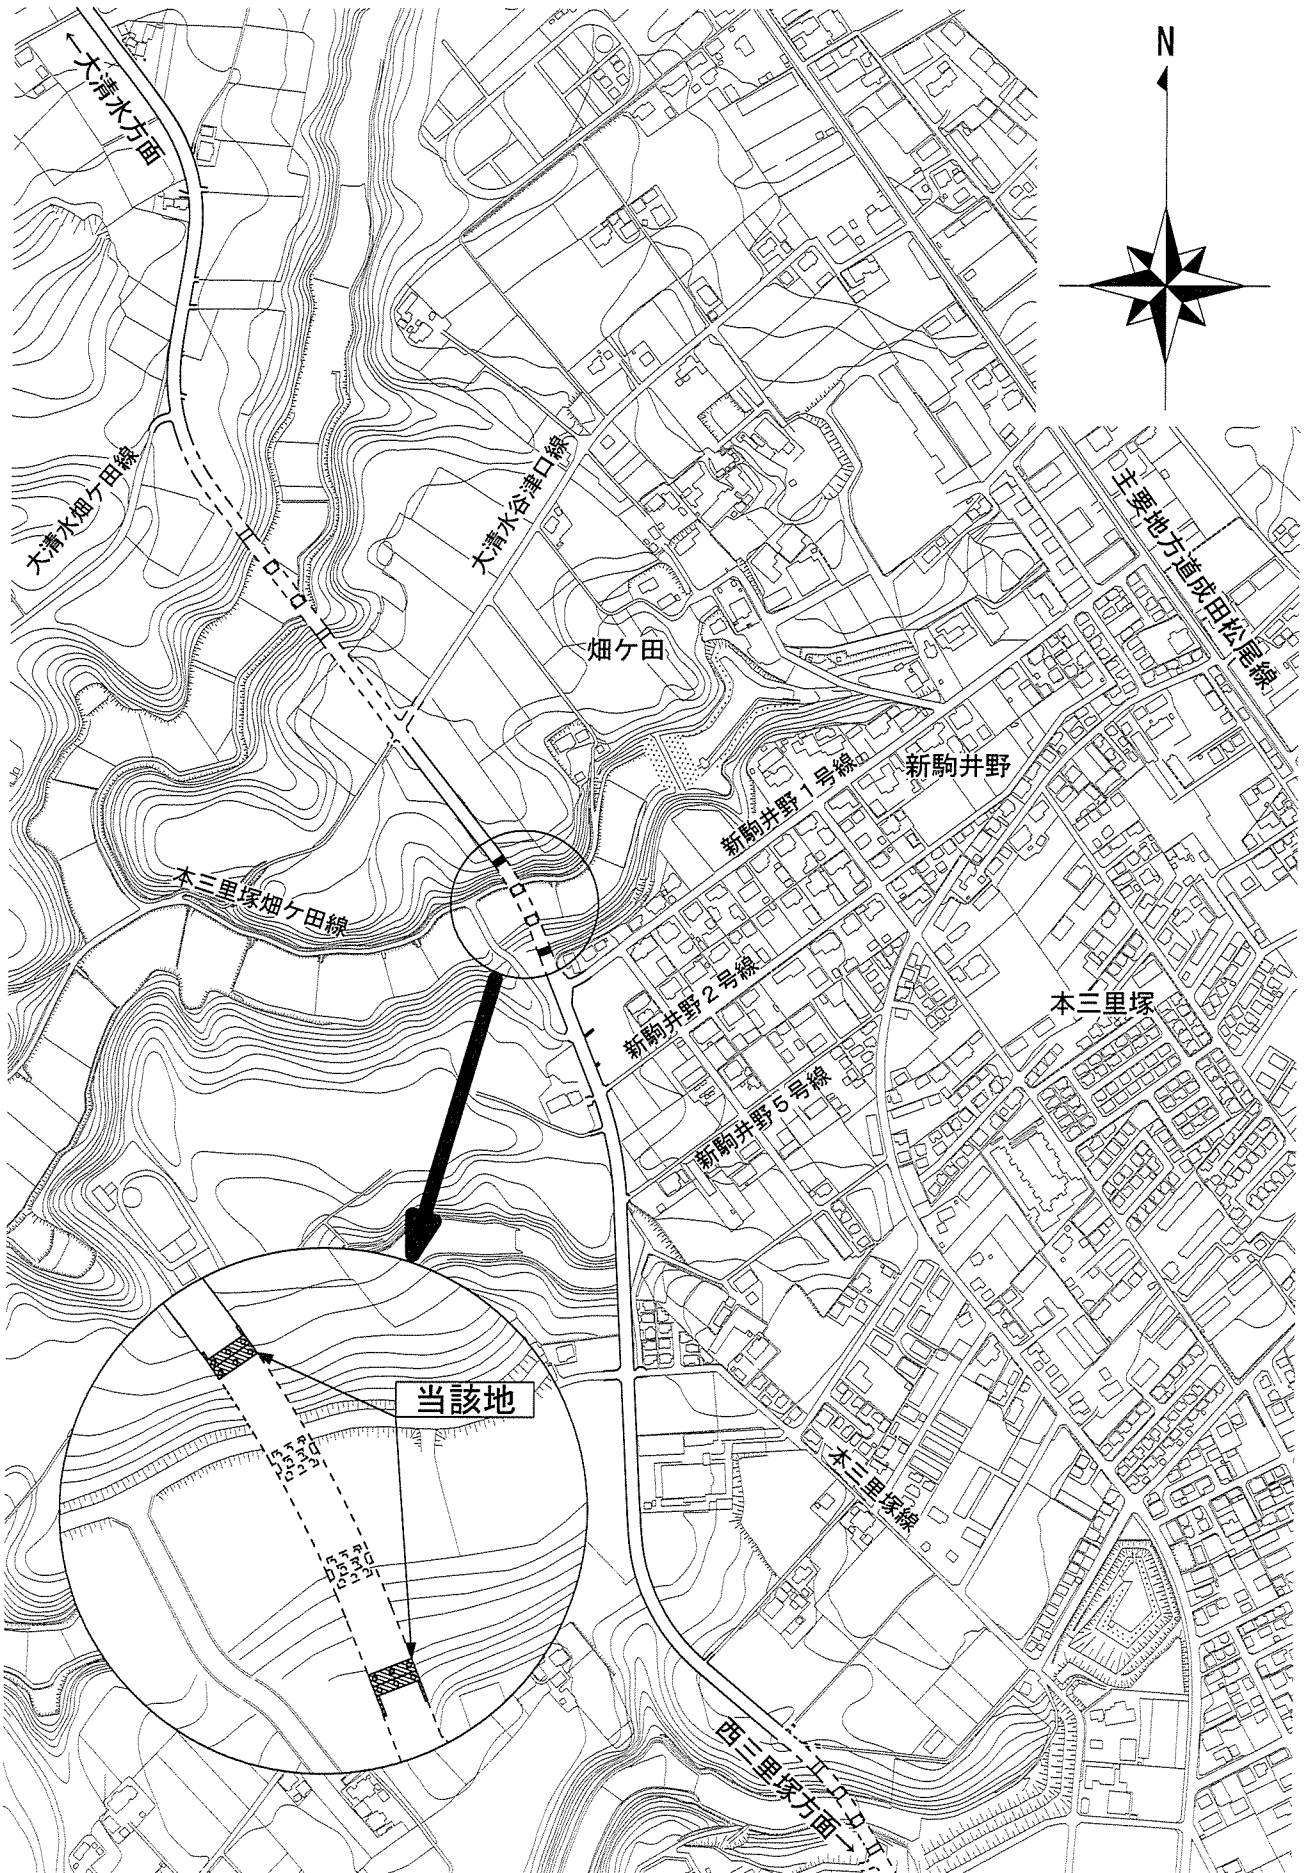 N
←大清水方面
主要地方道成田松尾線
大清水畑ケ田線
大清水谷津口線
畑ケ田
新駒井野1号線
新駒井野
本三里塚畑ケ田線
新駒井野2号線
本三里塚
新駒井野5号線
当該地
本三里塚線
西三里塚方面→